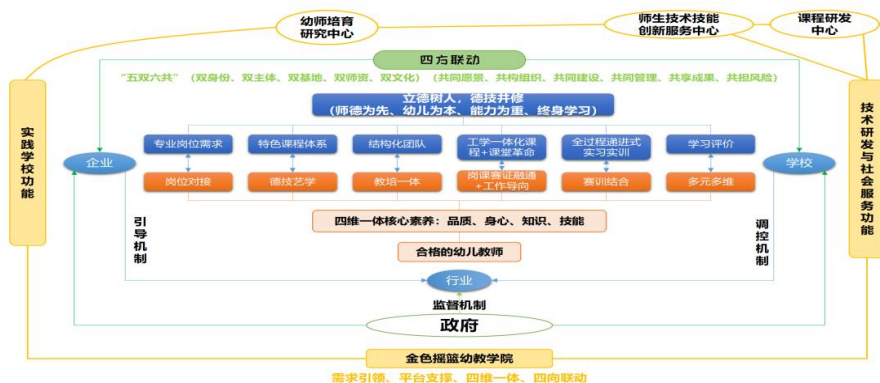 幼师培育
研究中心
师生技术技能
创新服务中心
课程研发
中心
四方联动
“五双六共”（双身份、双主体、双基地、双师资、双文化）（共同愿景、共构组织、共同建设、共同管理、共享成果、共担风险）
立德树人，德技并修
（师德为先、幼儿为本、能力为重、终身学习）
实践学校功能
技术研发与社会服务功能
企业
学校
专业岗位需求
特色课程体系
结构化团队
工学一体化课
程+课堂革命
全过程递进式
实习实训
学习评价
岗位对接
德技艺学
教培一体
岗课赛证融通
+工作导向
赛训结合
多元多维
引导机制
调控机制
四维一体核心素养：品质、身心、知识、技能
合格的幼儿教师
行业
监督机制
政府
金色摇篮幼教学院
需求引领、平台支撑、四维一体、四向联动